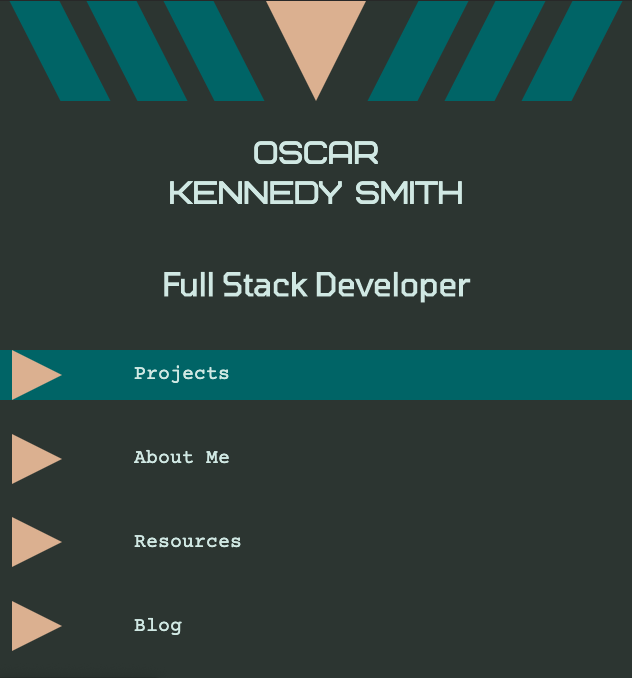 OSCAR
KENNEDY SMITH
Full Stack Developer
Projects
About Me
Resources
Blog